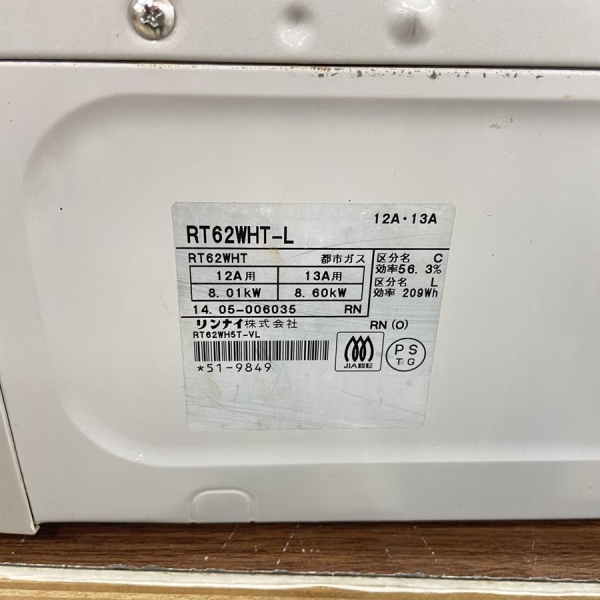 12A・13A
RT62WHT-L
RT62WHT 都市ガス
12A用 13A用
8.01kW 8.60kW
区分名 C
効率56.3%
区分名 L
効率 209Wh
14.05-006035 RN
リンナイ株式会社 RN(O)
RT62WH5T-VL
*51-9849
JIA認証
PS
TG